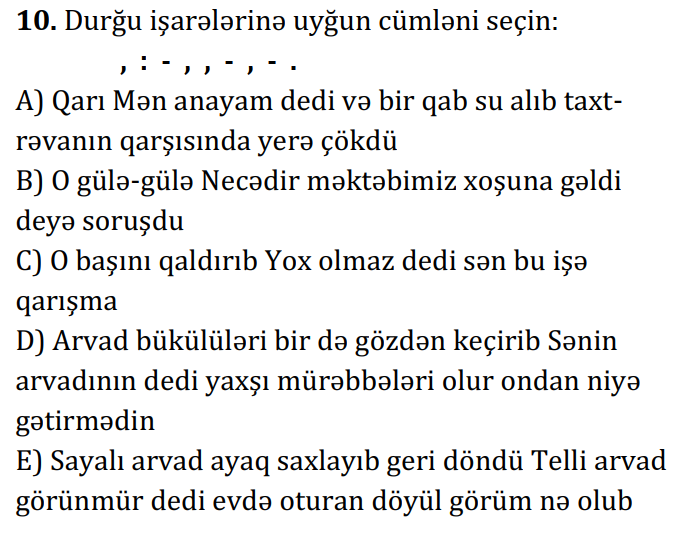 10. Durğu işarələrinə uyğun cümləni seçin:
, : - , , - , - .
A) Qarı Mən anayam dedi və bir qab su alıb taxt-
rəvanın qarşısında yerə çökdü
B) O gülə-gülə Necədir məktəbimiz xoşuna gəldi
deyə soruşdu
C) O başını qaldırıb Yox olmaz dedi sən bu işə
qarışma
D) Arvad bükülüləri bir də gözdən keçirib Sənin
arvadının dedi yaxşı mürəbbələri olur ondan niyə
gətirmədin
E) Sayalı arvad ayaq saxlayıb geri döndü Telli arvad
görünmür dedi evdə oturan döyül görüm nə olub